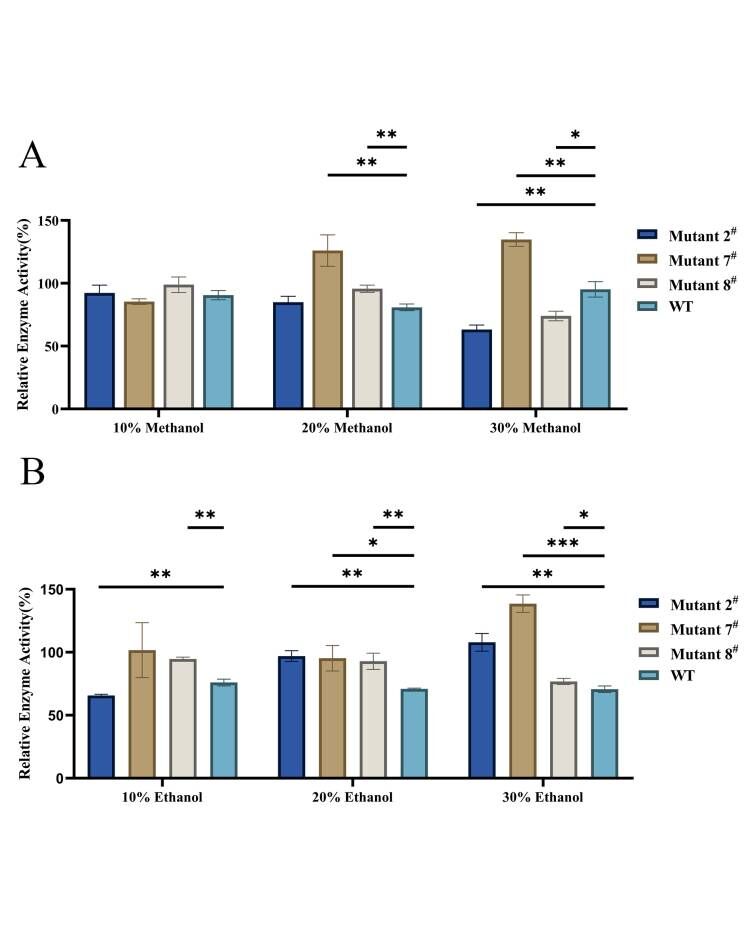 A
**
*
**
**
**
Relative Enzyme Activity(%)
150
100
50
0
10% Methanol
20% Methanol
30% Methanol
Mutant 2#
Mutant 7#
Mutant 8#
WT
B
**
**
*
*
***
**
**
**
Relative Enzyme Activity(%)
150
100
50
0
10% Ethanol
20% Ethanol
30% Ethanol
Mutant 2#
Mutant 7#
Mutant 8#
WT